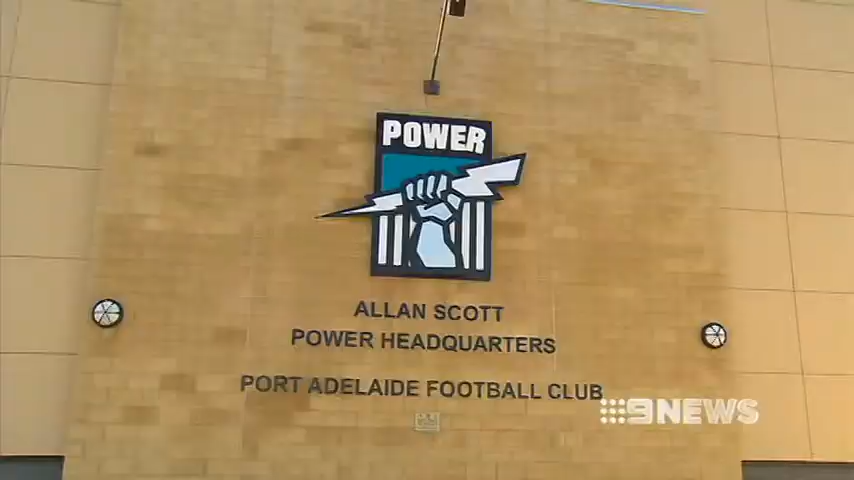 POWER
ALLAN SCOTT
POWER HEADQUARTERS
PORT ADELAIDE FOOTBALL CLUB
9NEWS